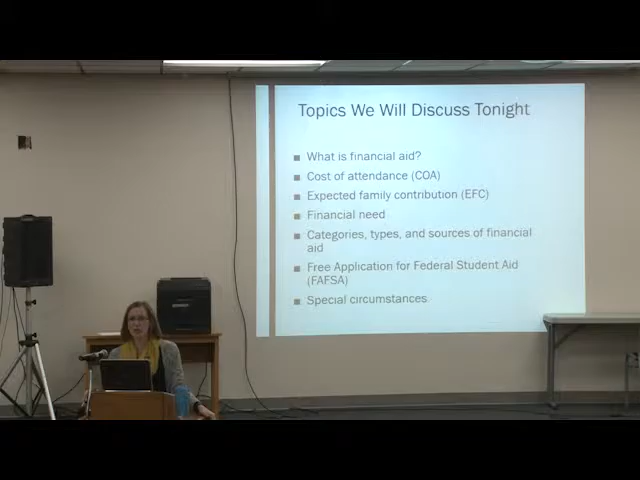 Topics We Will Discuss Tonight
What is financial aid?
Cost of attendance (COA)
Expected family contribution (EFC)
Financial need
Categories, types, and sources of financial
aid
Free Application for Federal Student Aid
(FAFSA)
Special circumstances